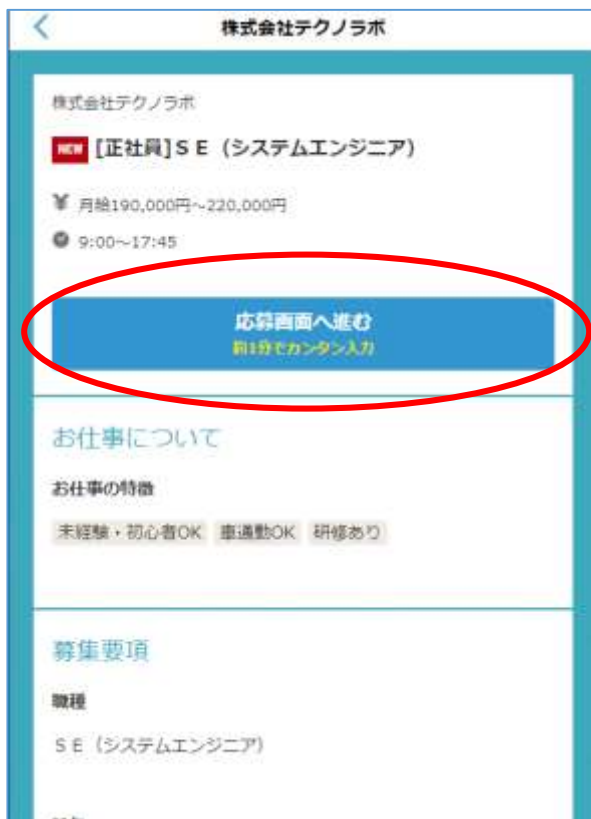 株式会社テクノラボ
株式会社テクノラボ
NEW [正社員]ＳＥ（システムエンジニア）
¥ 月給190,000円～220,000円
9:00～17:45
応募画面へ進む
約1分でカンタン入力
お仕事について
お仕事の特徴
未経験・初心者OK 車通勤OK 研修あり
募集要項
職種
ＳＥ（システムエンジニア）